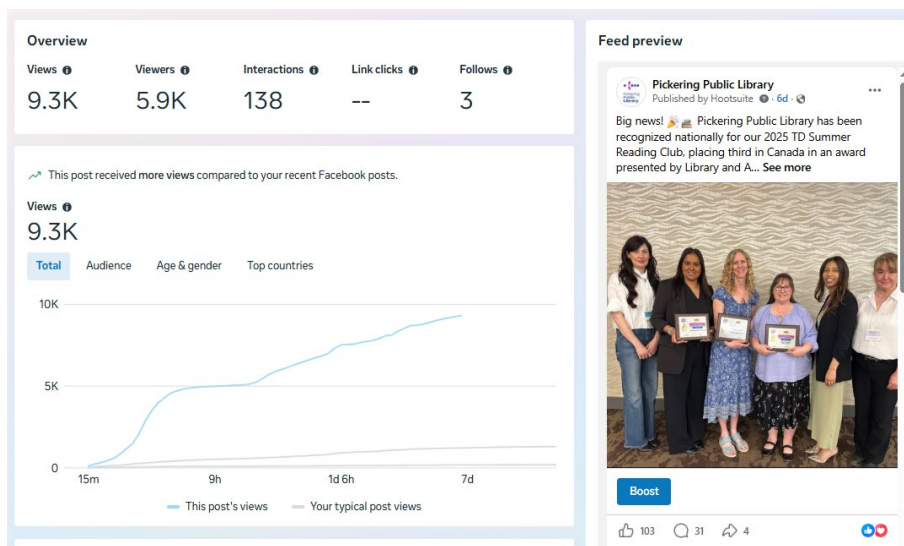 Overview
Views
Viewers
Interactions
Link clicks
Follows
9.3K
5.9K
138
--
3
This post received more views compared to your recent Facebook posts.
Views
9.3K
Total
Audience
Age & gender
Top countries
10K
5K
0
15m
9h
1d 6h
7d
This post's views
Your typical post views
Feed preview
Pickering Public Library
Published by Hootsuite · 6d ·
Big news! 🎉📚 Pickering Public Library has been
recognized nationally for our 2025 TD Summer
Reading Club, placing third in Canada in an award
presented by Library and A... See more
Boost
103
31
4